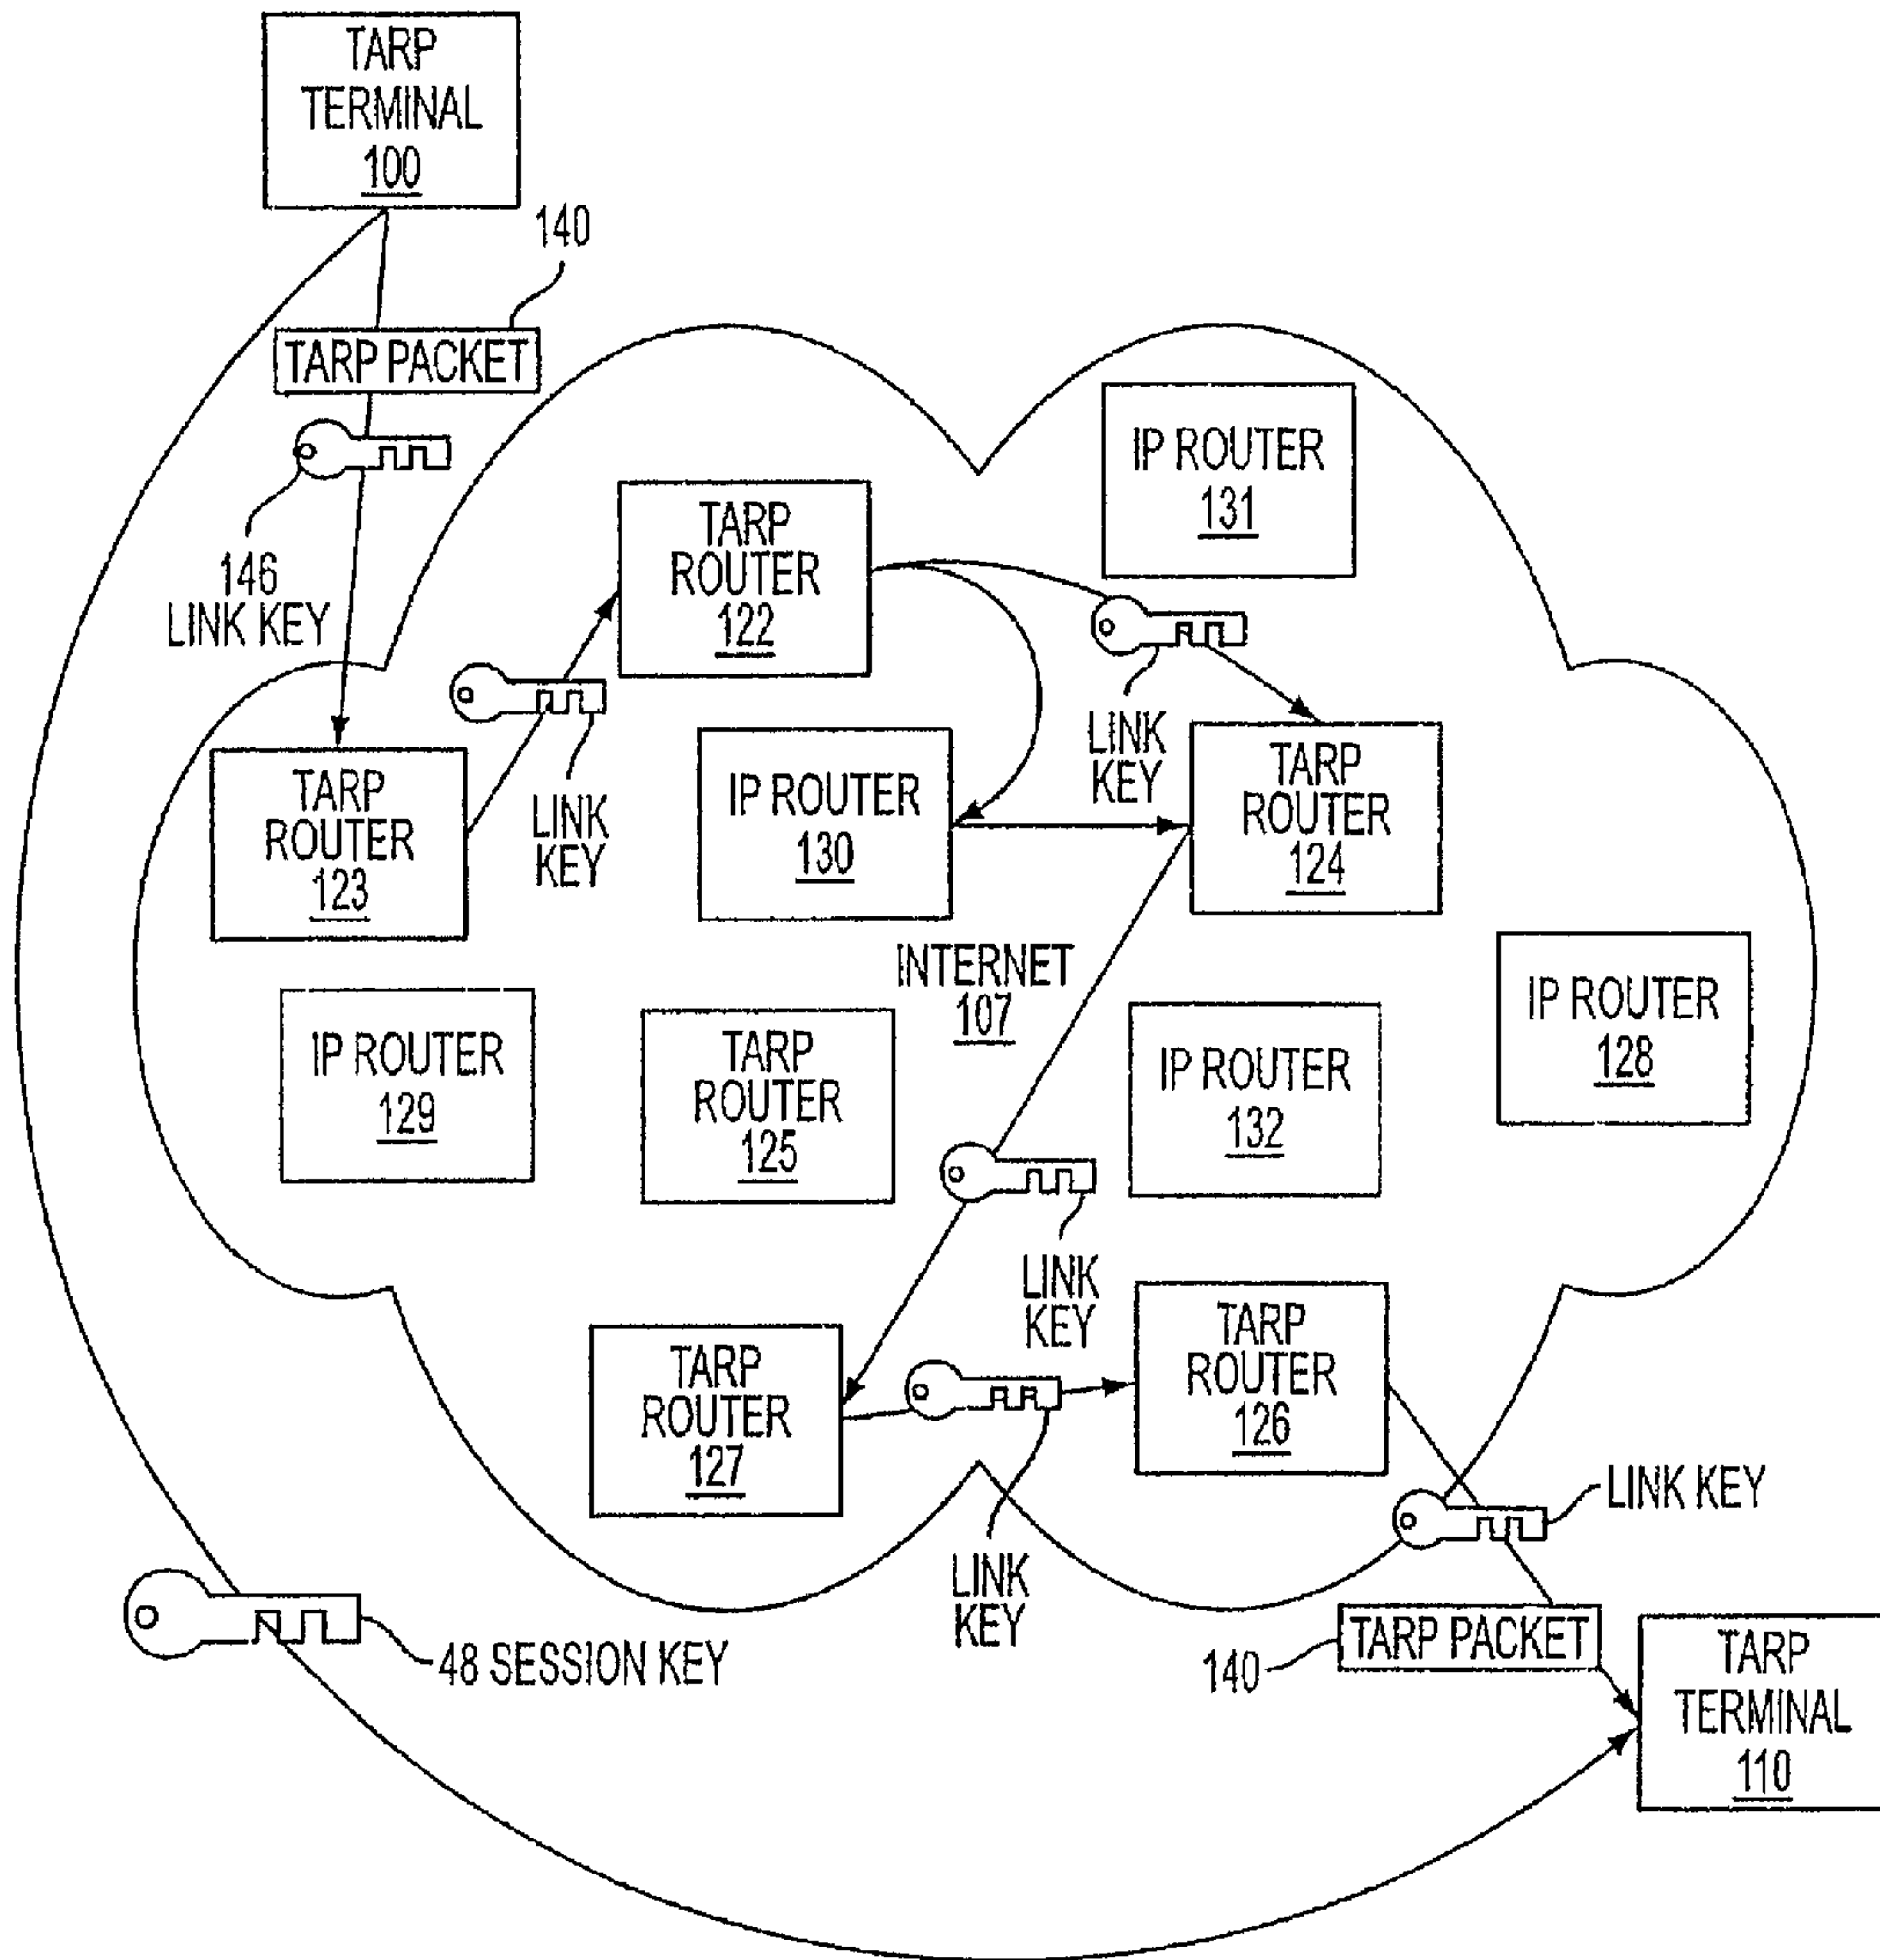 TARP
TERMINAL
100
140
TARP PACKET
146
LINK KEY
IP ROUTER
131
TARP
ROUTER
122
LINK
KEY
LINK
KEY
TARP
ROUTER
123
IP ROUTER
130
TARP
ROUTER
124
INTERNET
107
IP ROUTER
128
IP ROUTER
129
TARP
ROUTER
125
IP ROUTER
132
LINK
KEY
TARP
ROUTER
127
TARP
ROUTER
126
LINK KEY
LINK
KEY
48 SESSION KEY
140
TARP PACKET
TARP
TERMINAL
110